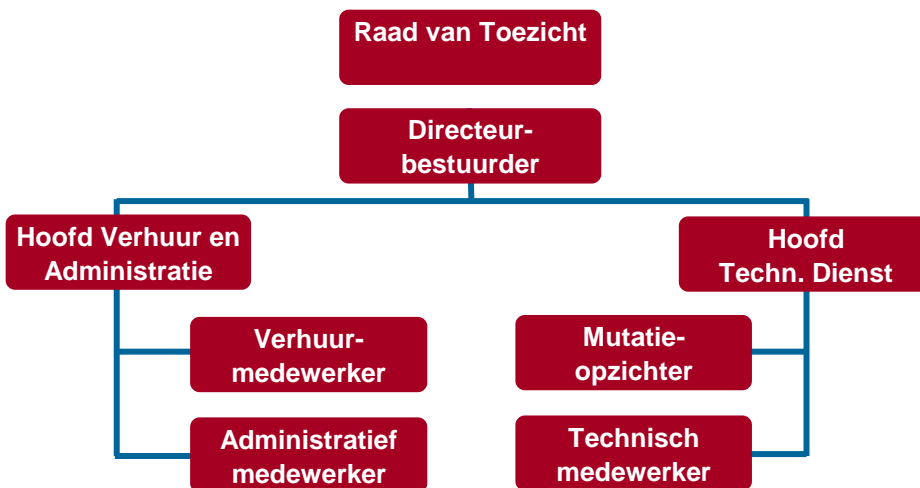 Raad van Toezicht
Directeur-
bestuurder
Hoofd Verhuur en
Administratie
Hoofd
Techn. Dienst
Verhuur-
medewerker
Mutatie-
opzichter
Administratief
medewerker
Technisch
medewerker